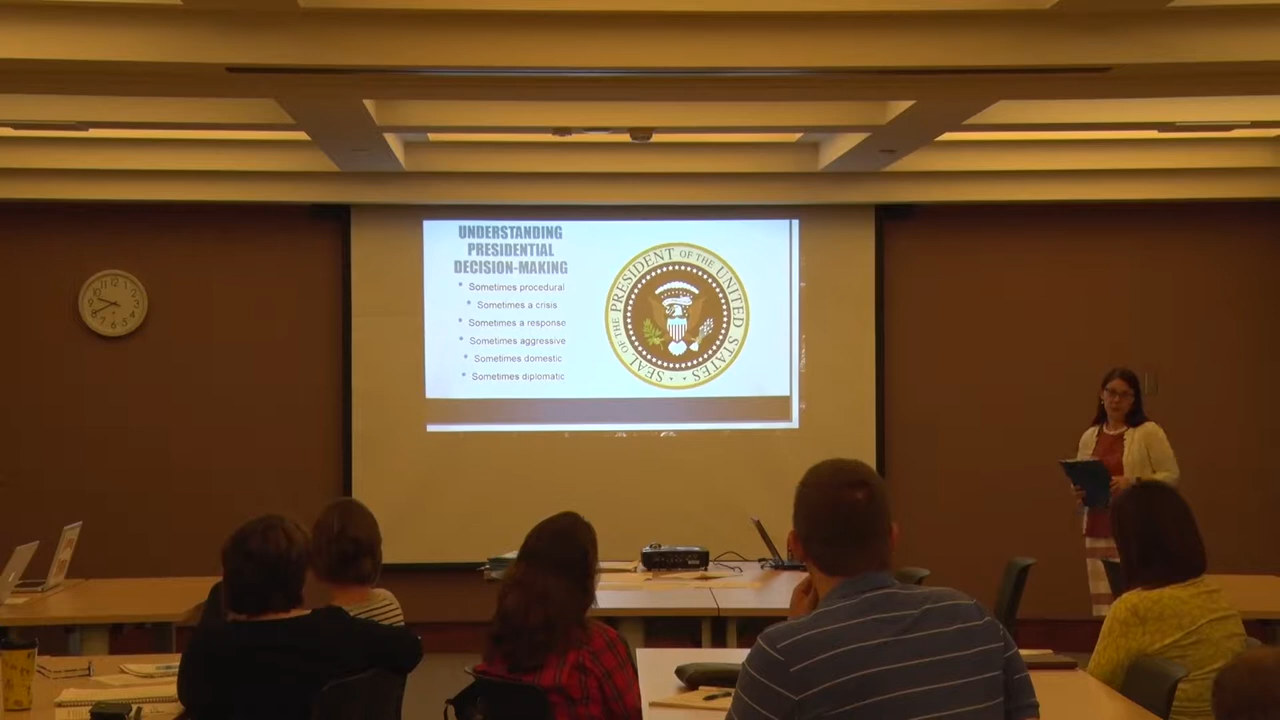 UNDERSTANDING
PRESIDENTIAL
DECISION-MAKING
* Sometimes procedural
* Sometimes a crisis
* Sometimes a response
* Sometimes aggressive
* Sometimes domestic
* Sometimes diplomatic
SEAL OF THE PRESIDENT OF THE UNITED STATES